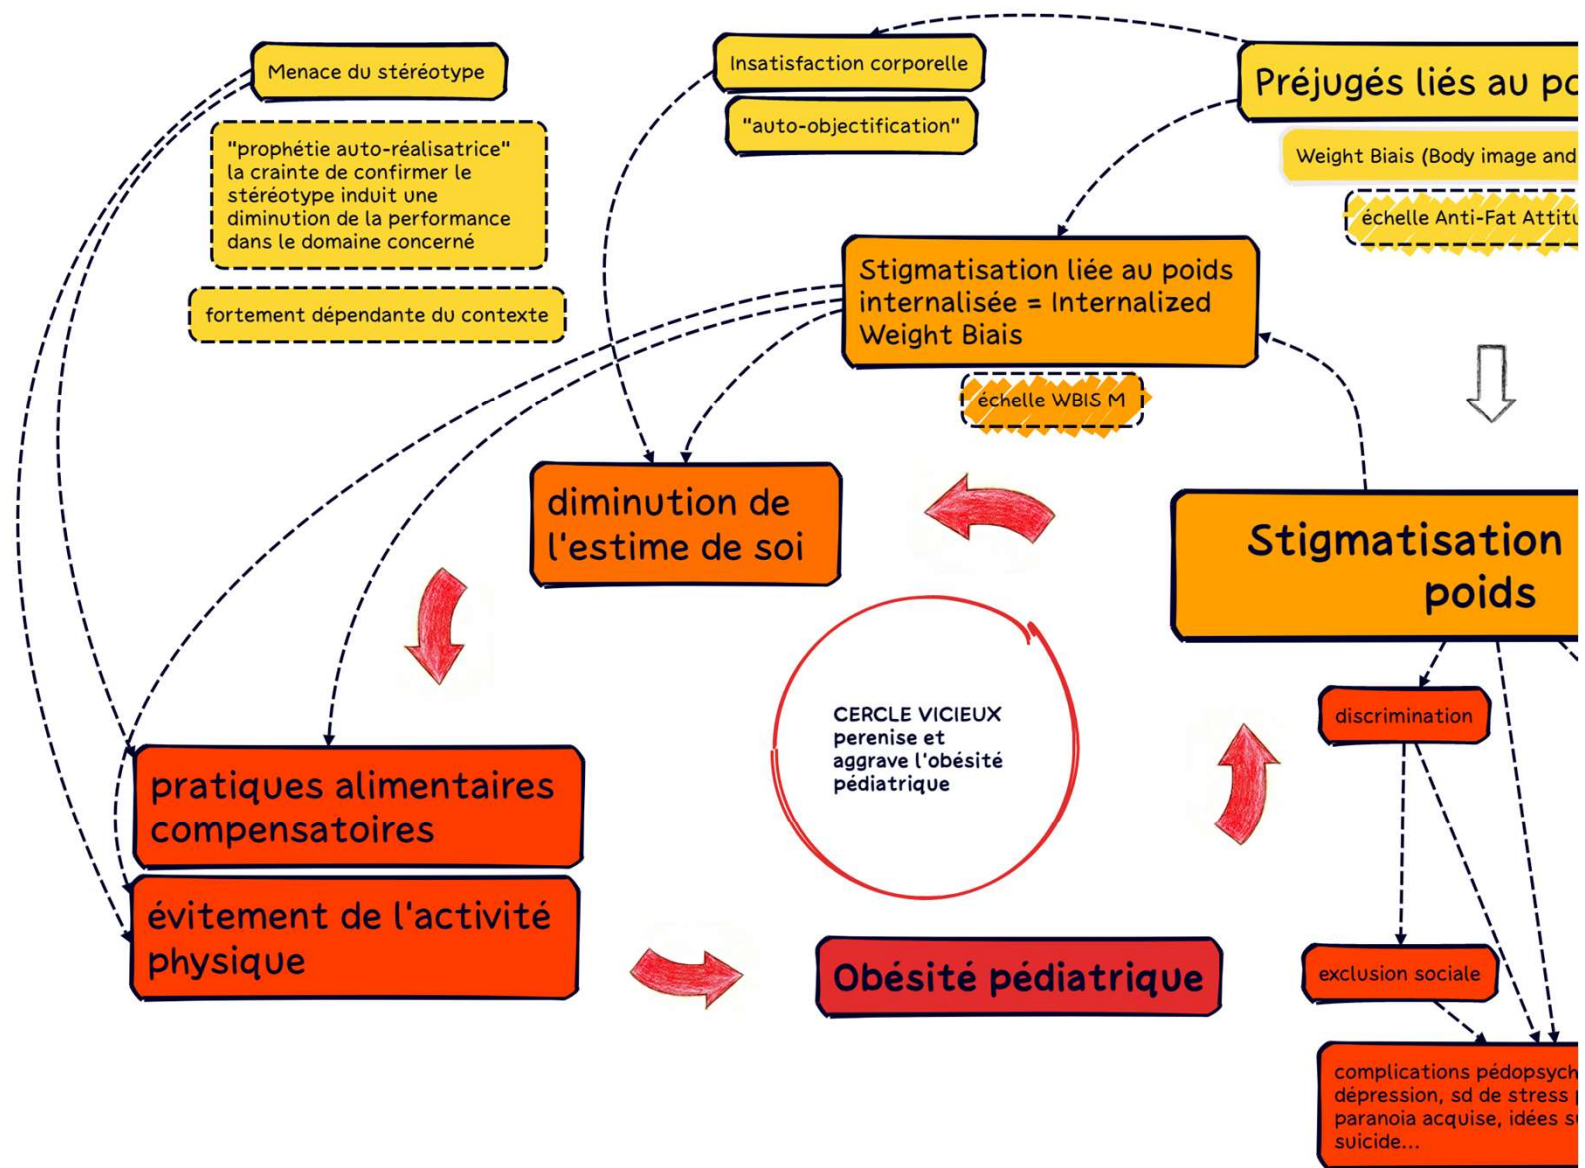 Menace du stéréotype
"prophétie auto-réalisatrice"
la crainte de confirmer le
stéréotype induit une
diminution de la performance
dans le domaine concerné
fortement dépendante du contexte
Insatisfaction corporelle
"auto-objectification"
Préjugés liés au
Weight Biais (Body image and
échelle Anti-Fat
Stigmatisation liée au poids
internalisée = Internalized
Weight Biais
échelle WBIS M
diminution de
l'estime de soi
Stigmatisation
poids
CERCLE VICIEUX
perenise et
aggrave l'obésité
pédiatrique
discrimination
pratiques alimentaires
compensatoires
évitement de l'activité
physique
Obésité pédiatrique
exclusion sociale
complications
dépression, sd de stress
paranoia acquise, idées
suicide...